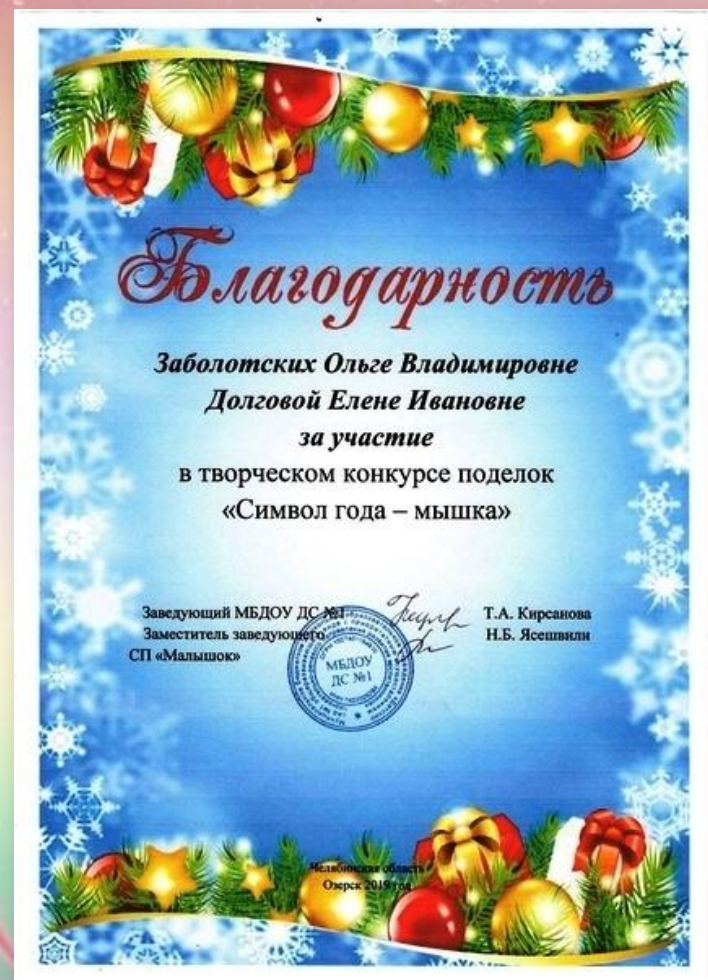 Благодарность
Заболотских Ольге Владимировне
Долговой Елене Ивановне
за участие
в творческом конкурсе поделок
«Символ года – мышка»
Заведующий МБДОУ ДС №1 Т.А. Кирсанова
Заместитель заведующего Н.Б. Ясешвили
СП «Малышок»
МБДОУ
ДС №1
Челябинская область
Озерск 2019 год